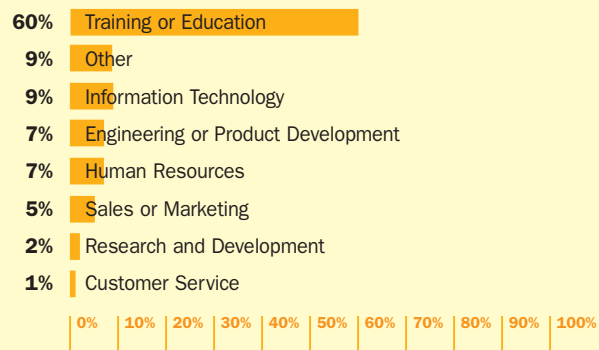 60% Training or Education
9% Other
9% Information Technology
7% Engineering or Product Development
7% Human Resources
5% Sales or Marketing
2% Research and Development
1% Customer Service
0% 10% 20% 30% 40% 50% 60% 70% 80% 90% 100%